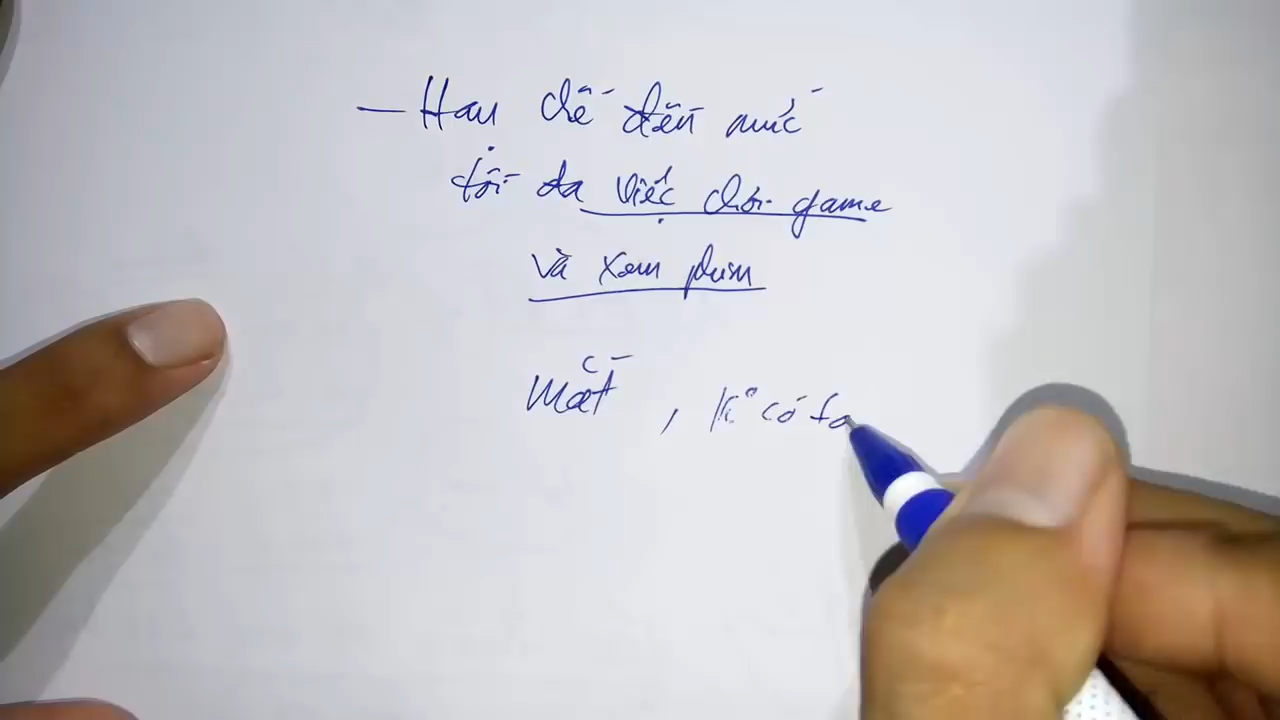 — Hạn chế đến mức
tối đa việc chơi game
và xem phim
Mắt, k° có